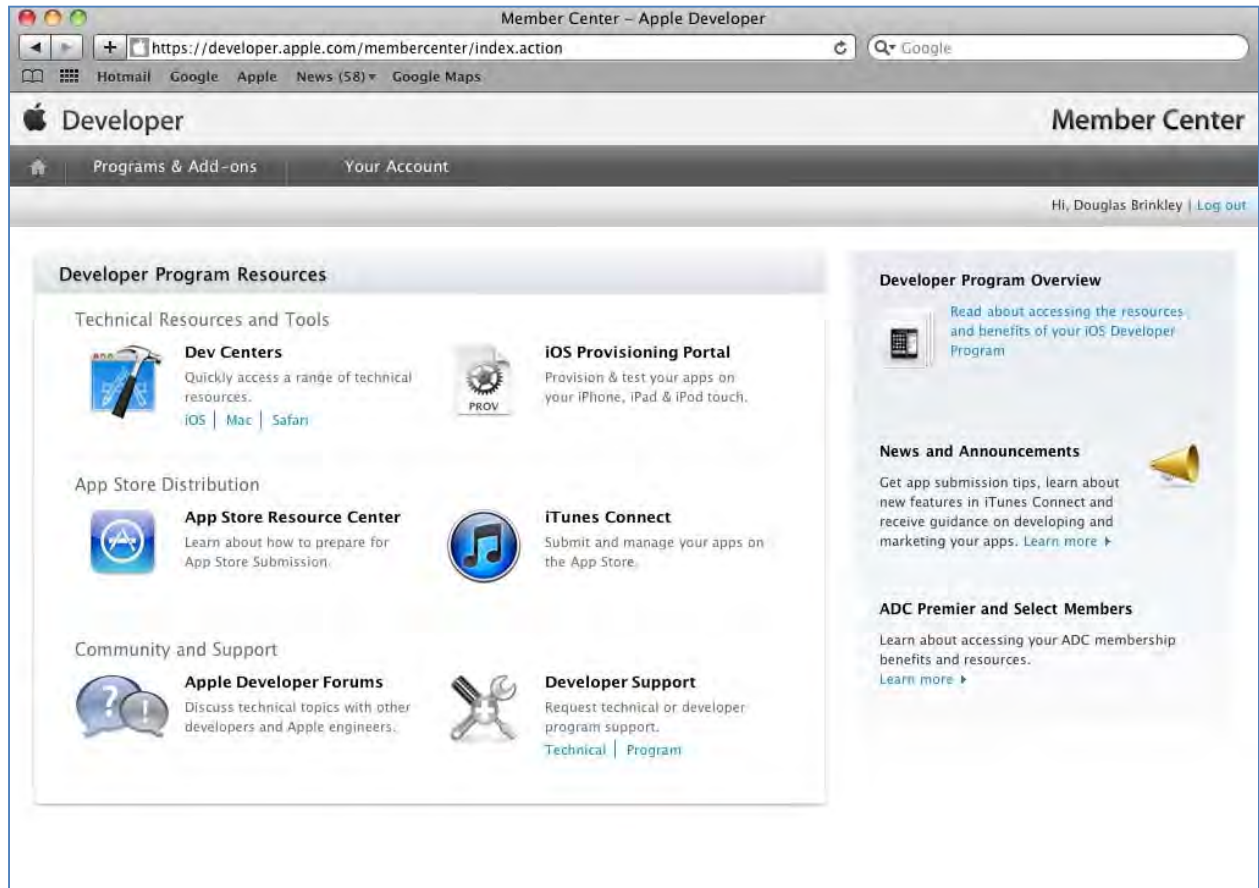 Member Center – Apple Developer
https://developer.apple.com/membercenter/index.action
Google
Hotmail Google Apple News (58) Google Maps
Developer
Member Center
Programs & Add-ons
Your Account
Hi, Douglas Brinkley | Log out
Developer Program Resources
Technical Resources and Tools
Dev Centers
Quickly access a range of technical
resources.
iOS | Mac | Safari
iOS Provisioning Portal
Provision & test your apps on
your iPhone, iPad & iPod touch.
PROV
App Store Distribution
App Store Resource Center
Learn about how to prepare for
App Store Submission.
iTunes Connect
Submit and manage your apps on
the App Store.
Community and Support
Apple Developer Forums
Discuss technical topics with other
developers and Apple engineers.
Developer Support
Request technical or developer
program support.
Technical | Program
Developer Program Overview
Read about accessing the resources
and benefits of your iOS Developer
Program
News and Announcements
Get app submission tips, learn about
new features in iTunes Connect and
receive guidance on developing and
marketing your apps. Learn more
ADC Premier and Select Members
Learn about accessing your ADC membership
benefits and resources.
Learn more